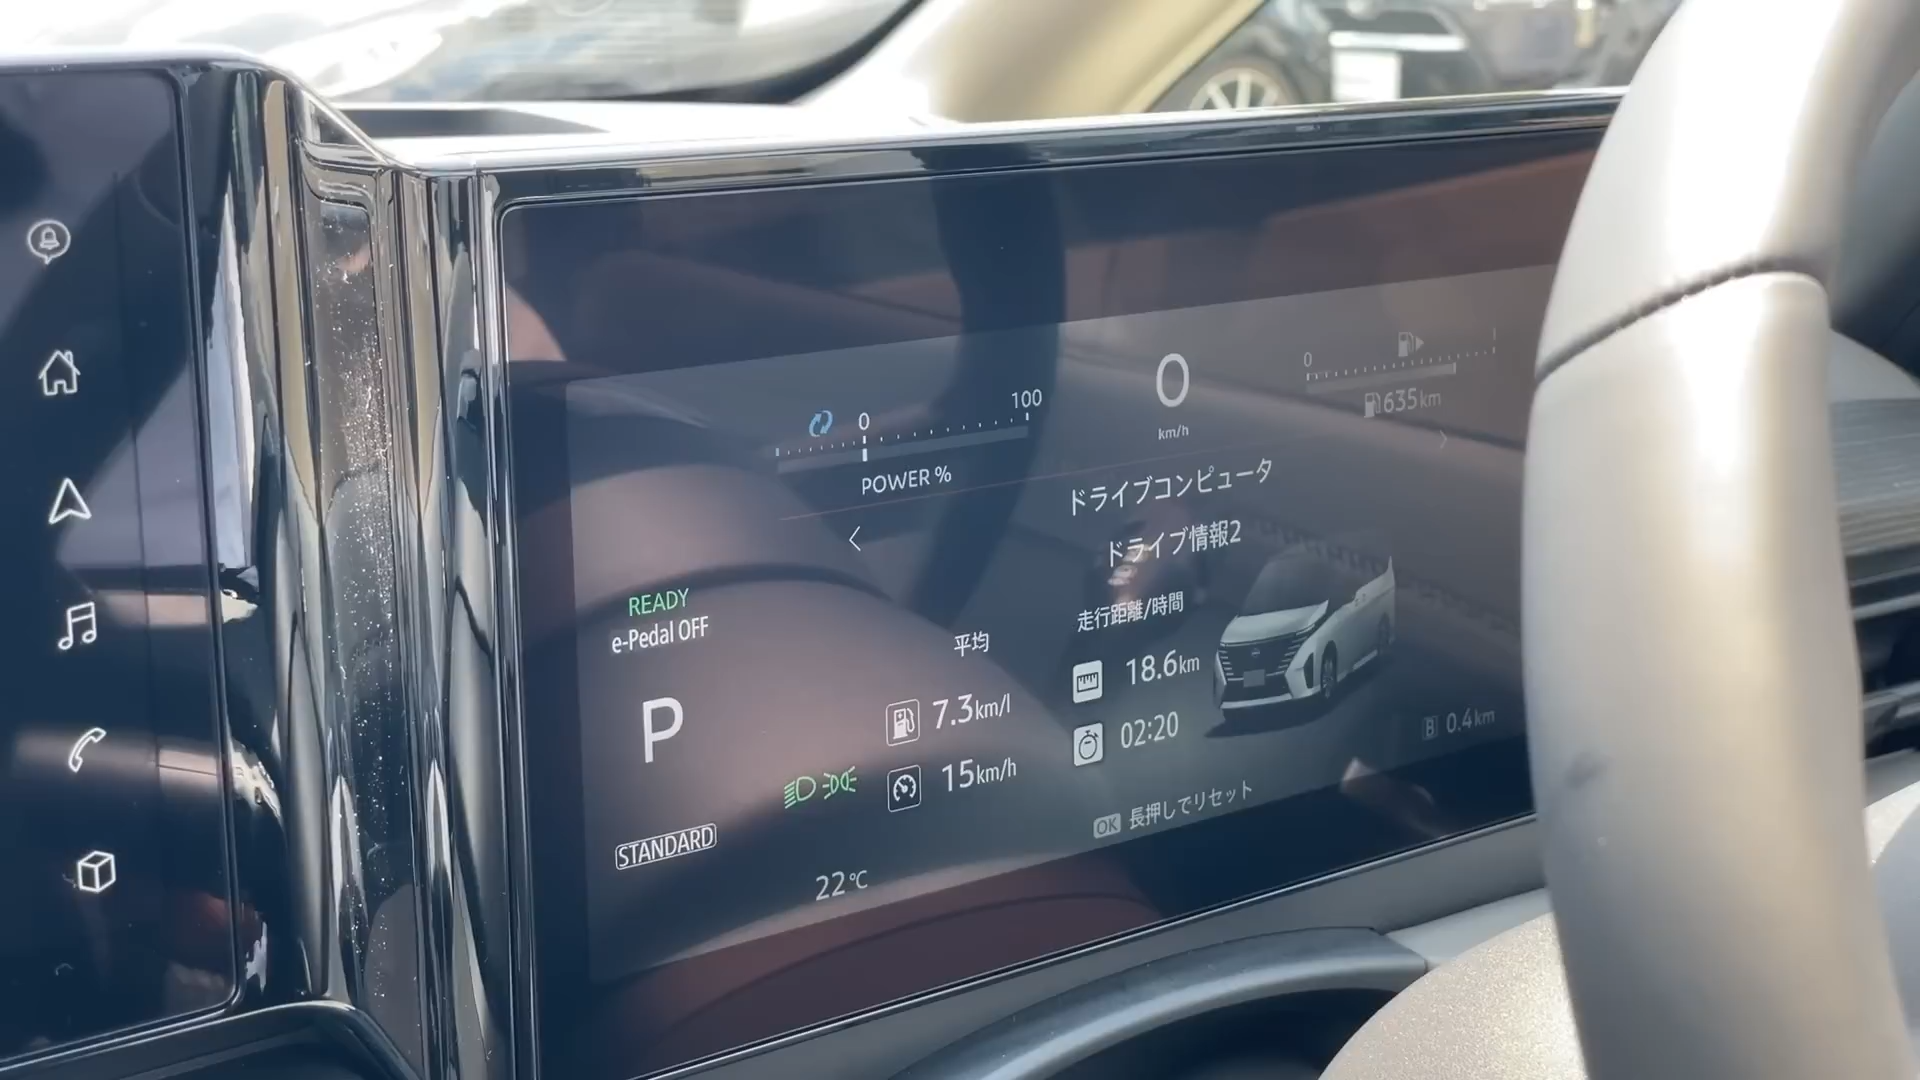 0
100
POWER %
0
km/h
0
1
635km
ドライブコンピュータ
ドライブ情報2
READY
e-Pedal OFF
P
STANDARD
平均
7.3km/l
15km/h
走行距離/時間
18.6km
02:20
B 0.4km
OK 長押しでリセット
22℃